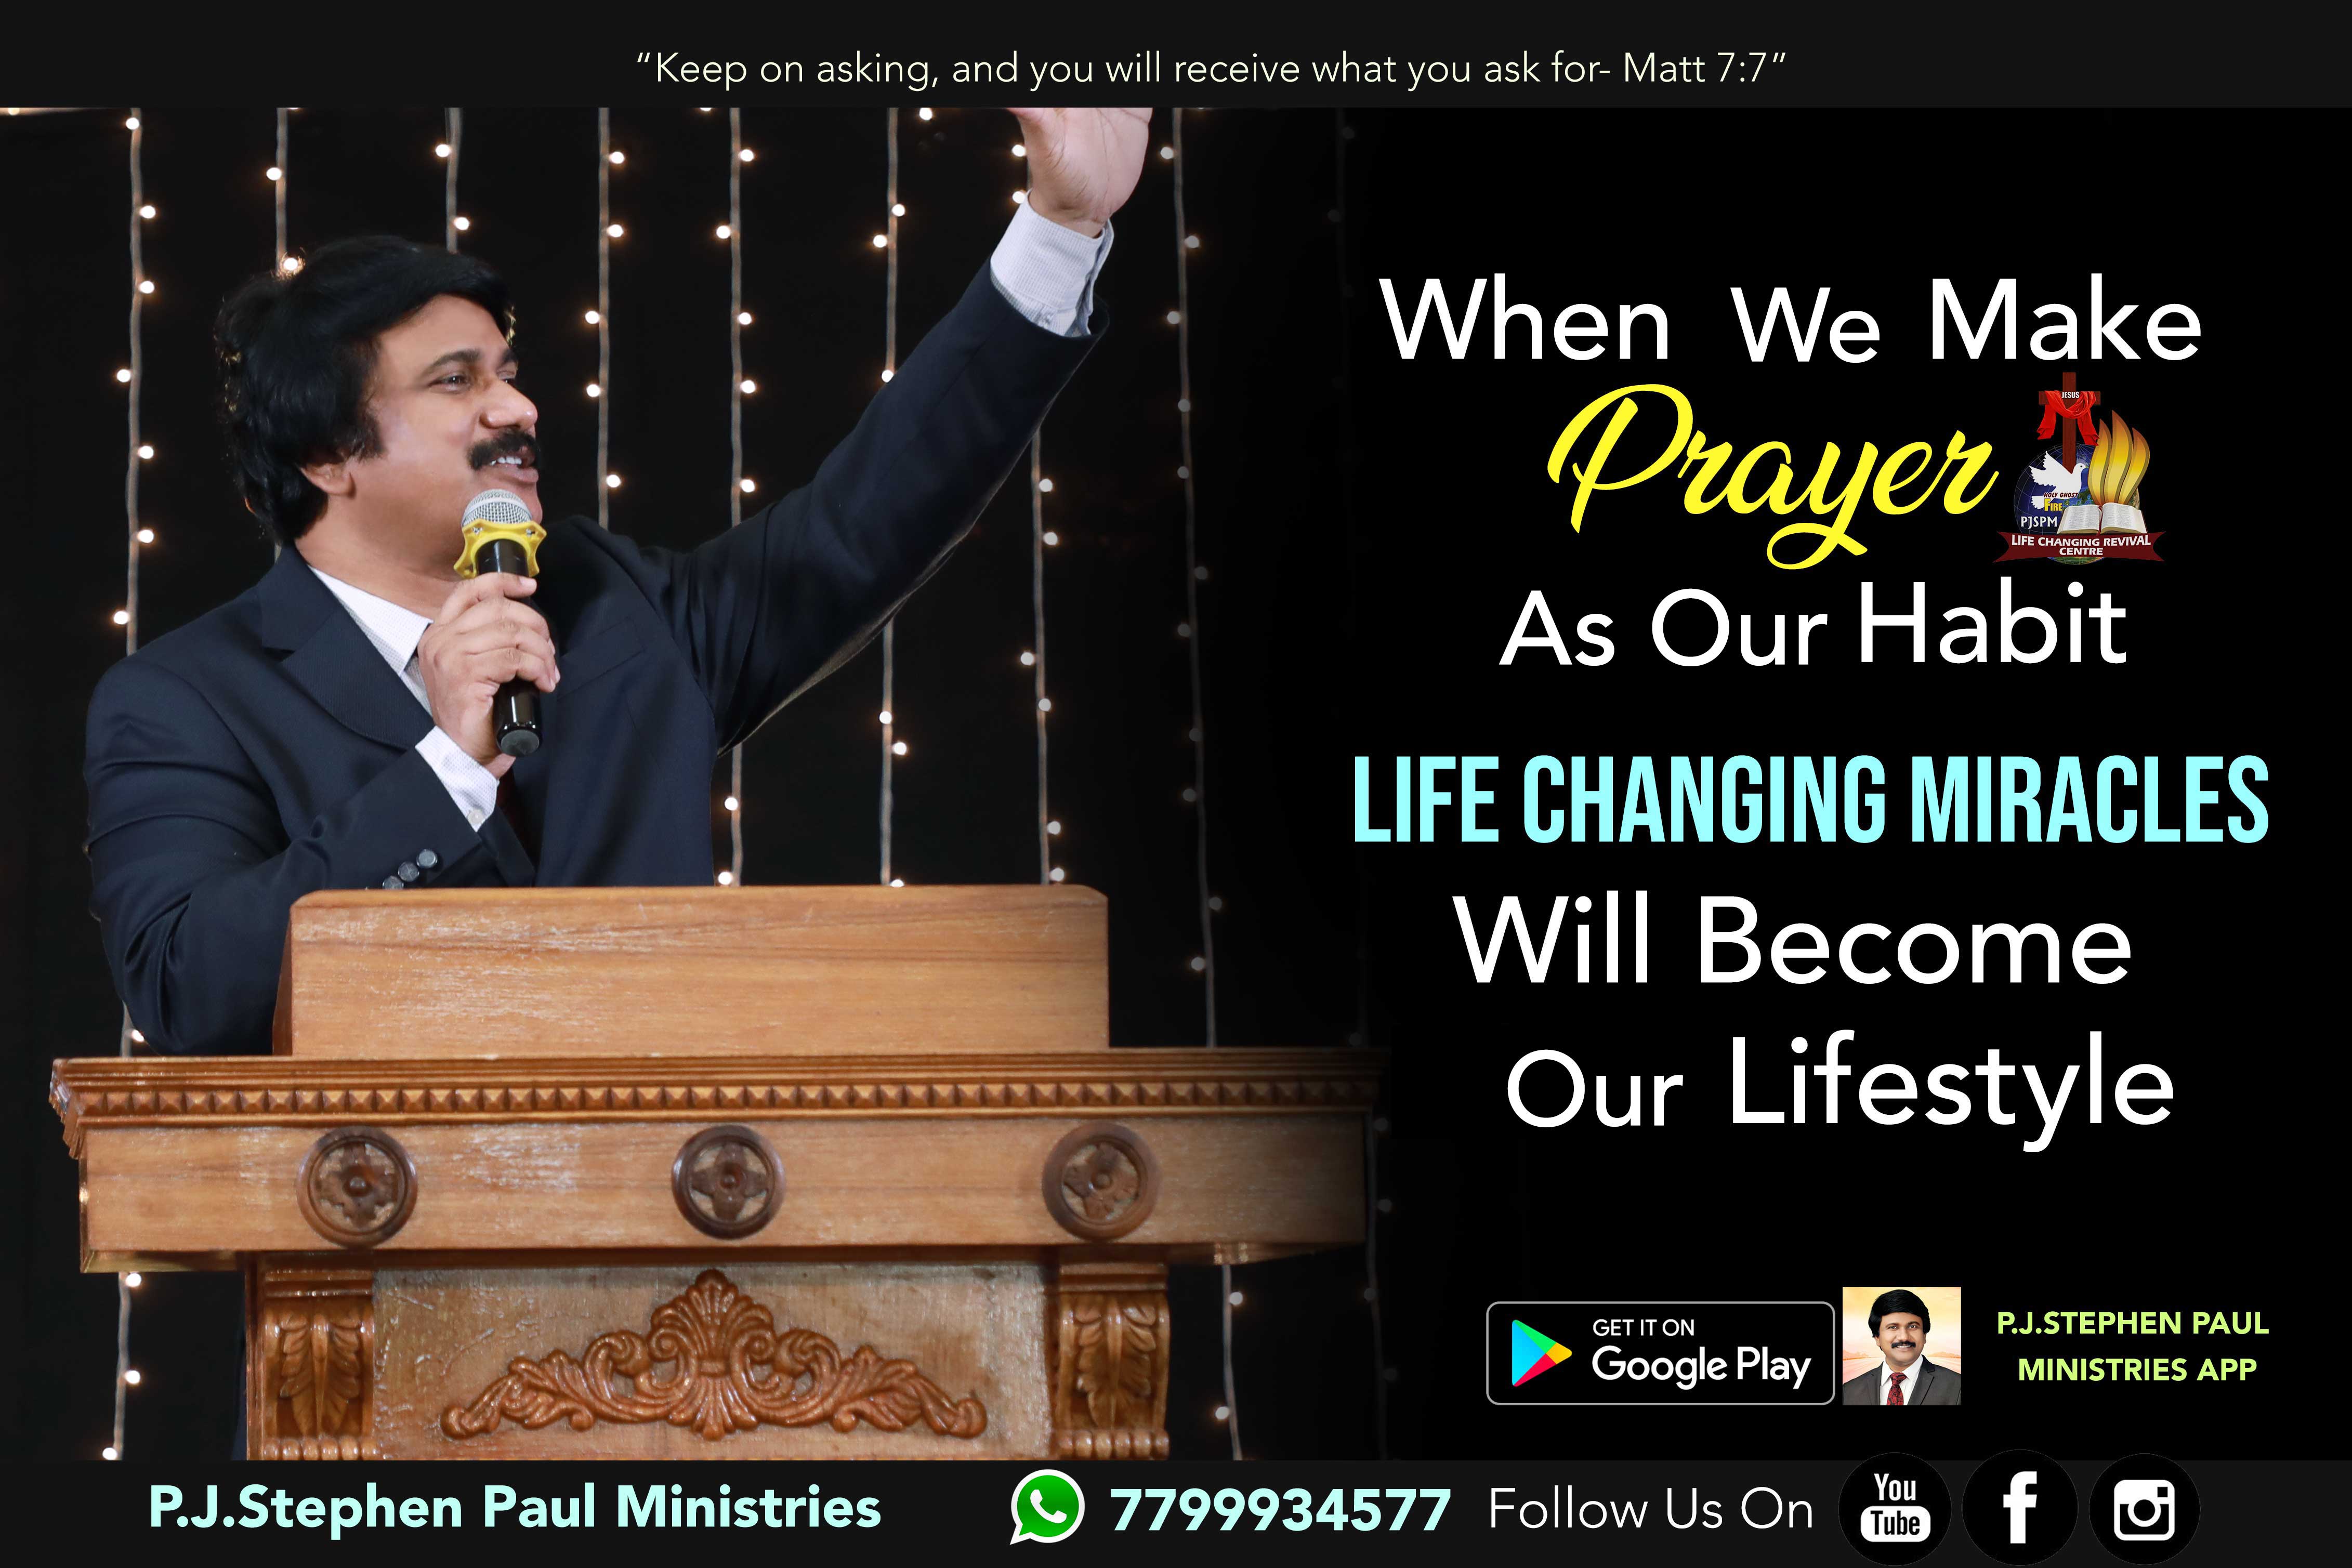 “Keep on asking, and you will receive what you ask for- Matt 7:7”
When We Make
Prayer
JESUS
HOLY GHOST
FIRE
PJSPM
LIFE CHANGING REVIVAL
CENTRE
As Our Habit
LIFE CHANGING MIRACLES
Will Become
Our Lifestyle
GET IT ON
Google Play
P.J.STEPHEN PAUL
MINISTRIES APP
P.J.Stephen Paul Ministries
7799934577
Follow Us On
You
Tube
f